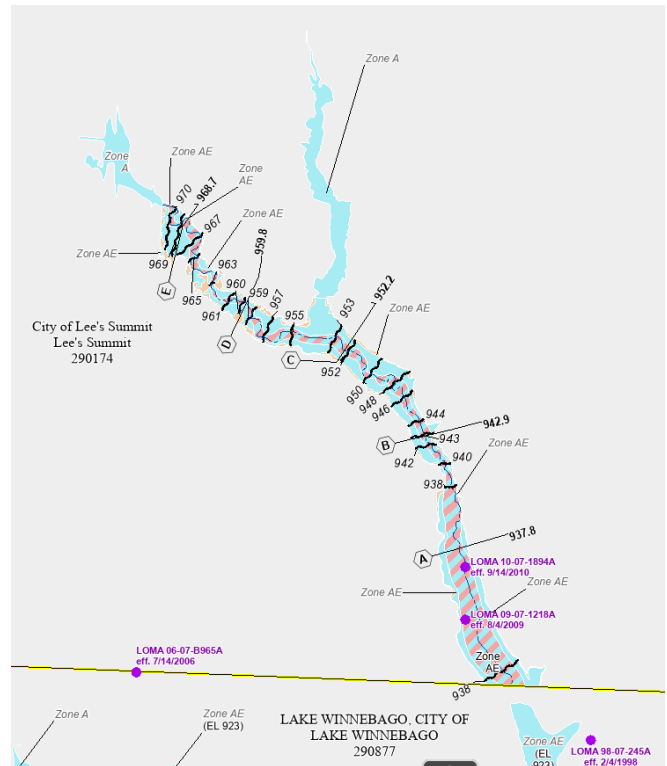 Zone A
Zone
A
Zone AE
Zone
AE
970
968.7
967
Zone AE
Zone AE
969
E
965
963
960
961
959.8
959
957
955
D
C
953
952.2
952
Zone AE
City of Lee's Summit
Lee's Summit
290174
950
948
946
944
942.9
B
943
942
940
Zone AE
938
937.8
A
LOMA 10-07-1894A
eff. 9/14/2010
Zone AE
Zone AE
LOMA 09-07-1218A
eff. 8/4/2009
LOMA 06-07-B965A
eff. 7/14/2006
Zone
AE
938
Zone A
Zone AE
(EL 923)
LAKE WINNEBAGO, CITY OF
LAKE WINNEBAGO
290877
Zone AE
(EL
923)
LOMA 98-07-245A
eff. 2/4/1998